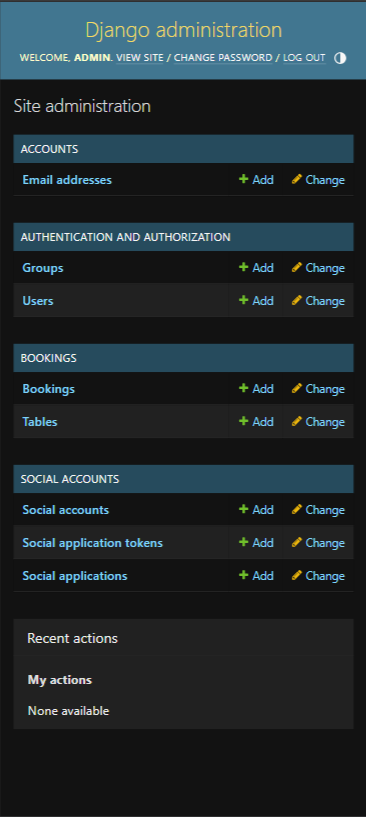 Django administration
WELCOME, ADMIN. VIEW SITE / CHANGE PASSWORD / LOG OUT
Site administration
ACCOUNTS
Email addresses Add Change
AUTHENTICATION AND AUTHORIZATION
Groups Add Change
Users Add Change
BOOKINGS
Bookings Add Change
Tables Add Change
SOCIAL ACCOUNTS
Social accounts Add Change
Social application tokens Add Change
Social applications Add Change
Recent actions
My actions
None available